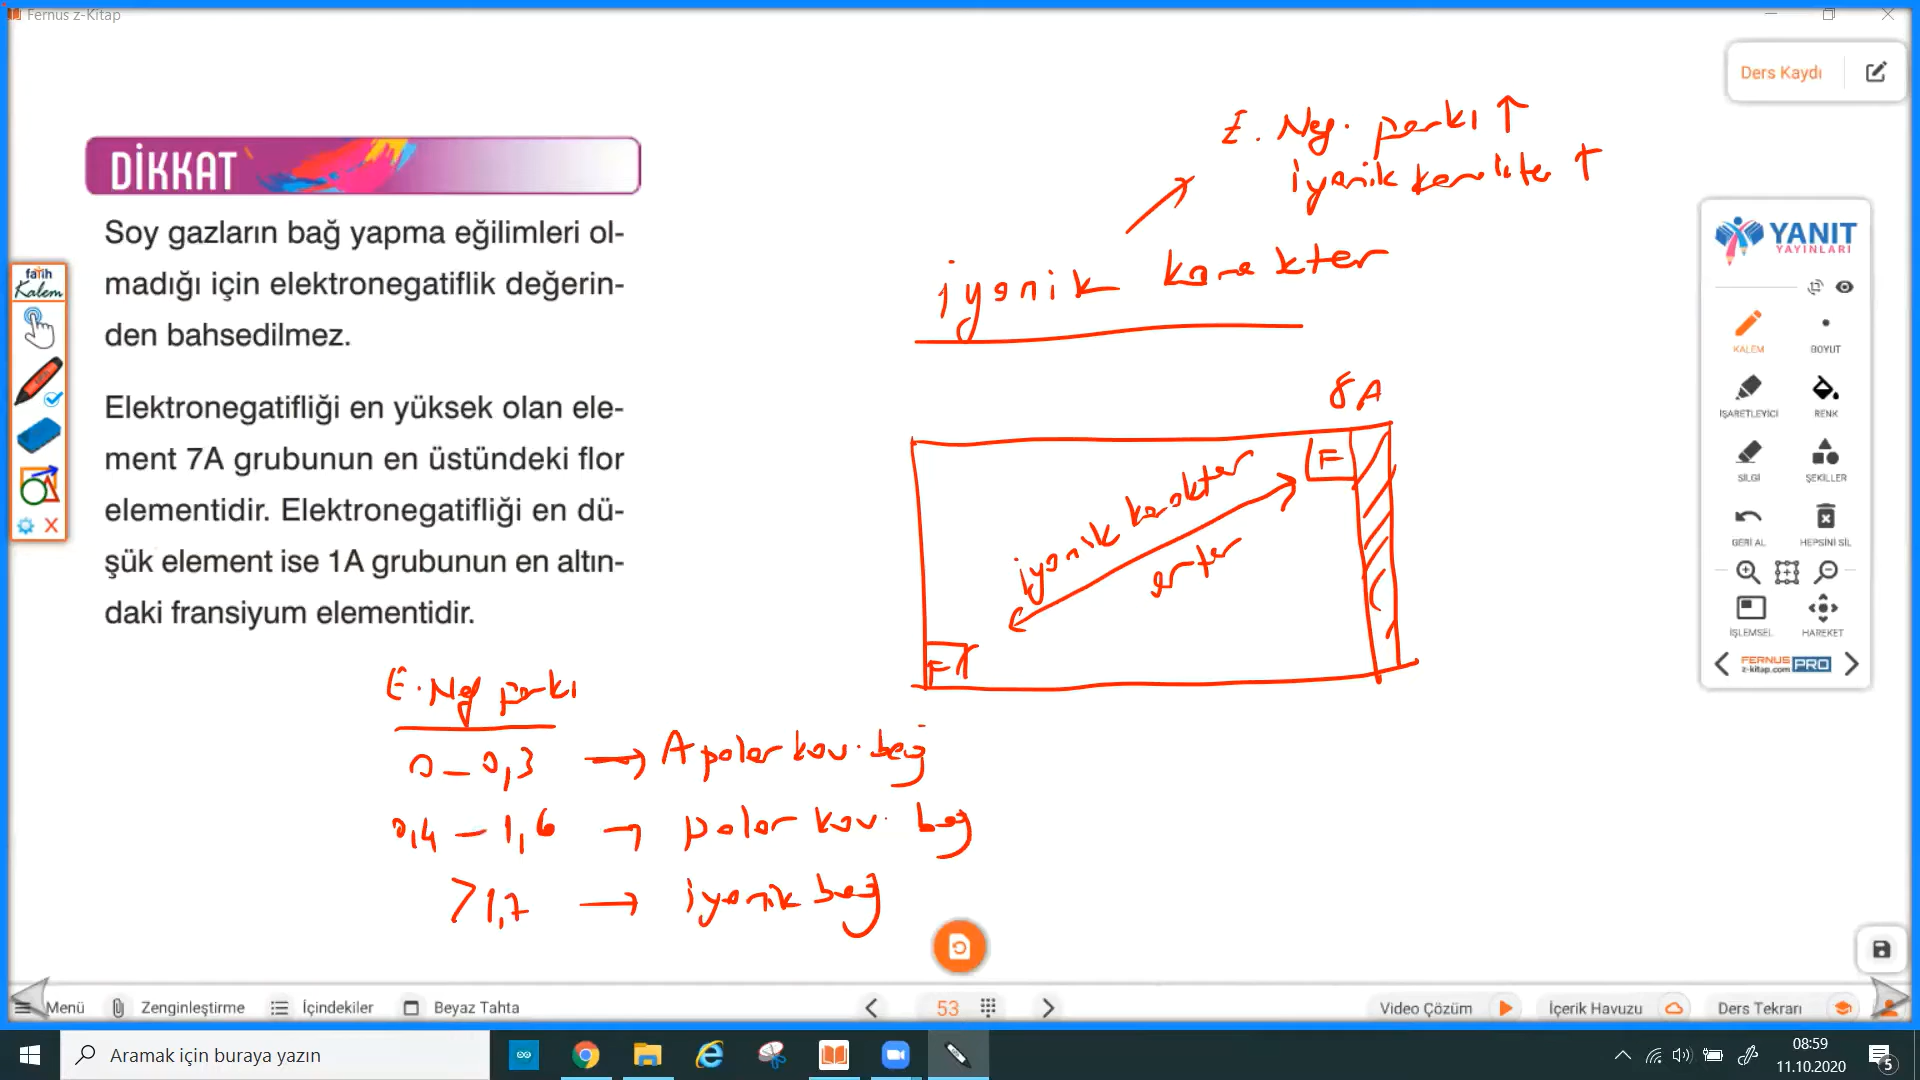 Fernus z-Kitap
Ders Kaydı
E. Neg. farkı ↑
iyonik karakter ↑
DİKKAT
Soy gazların bağ yapma eğilimleri ol-
madığı için elektronegatiflik değerin-
den bahsedilmez.
Elektronegatifliği en yüksek olan ele-
ment 7A grubunun en üstündeki flor
elementidir. Elektronegatifliği en dü-
şük element ise 1A grubunun en altın-
daki fransiyum elementidir.
iyonik karakter
8A
F
iyonik karakter
artar
Fr
E. Neg farkı
0 - 0,3 → Apolar kov. bağ
0,4 - 1,6 → polar kov. bağ
>1,7 → iyonik bağ
fatih
Kalem
YANIT
YAYINLARI
KALEM
BOYUT
İŞARETLEYİCİ
RENK
SİLGİ
ŞEKİLLER
GERİ AL
HEPSİNİ SİL
İŞLEMSEL
HAREKET
FERNUS PRO
z-kitap.com
Menü
Zenginleştirme
İçindekiler
Beyaz Tahta
53
Video Çözüm
İçerik Havuzu
Ders Tekrarı
Aramak için buraya yazın
08:59
11.10.2020
5